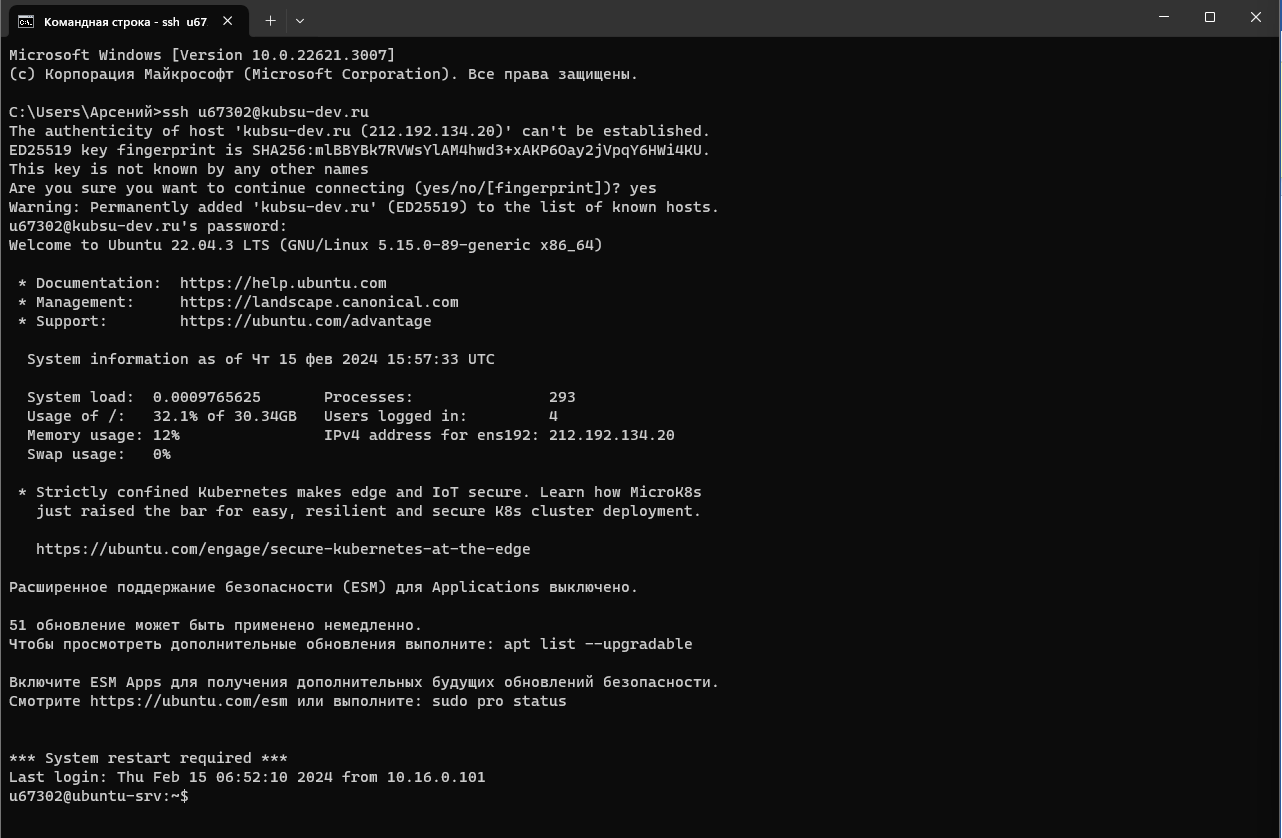 Командная строка - ssh u67
Microsoft Windows [Version 10.0.22621.3007]
(c) Корпорация Майкрософт (Microsoft Corporation). Все права защищены.
C:\Users\Арсений>ssh u67302@kubsu-dev.ru
The authenticity of host 'kubsu-dev.ru (212.192.134.20)' can't be established.
ED25519 key fingerprint is SHA256:mlBBYBk7RVWsYlAM4hwd3+xAKP6Oay2jVpqY6HWi4KU.
This key is not known by any other names
Are you sure you want to continue connecting (yes/no/[fingerprint])? yes
Warning: Permanently added 'kubsu-dev.ru' (ED25519) to the list of known hosts.
u67302@kubsu-dev.ru's password:
Welcome to Ubuntu 22.04.3 LTS (GNU/Linux 5.15.0-89-generic x86_64)
* Documentation:  https://help.ubuntu.com
* Management:     https://landscape.canonical.com
* Support:        https://ubuntu.com/advantage
System information as of Чт 15 фев 2024 15:57:33 UTC
System load:  0.0009765625       Processes:               293
Usage of /:   32.1% of 30.34GB   Users logged in:         4
Memory usage: 12%                IPv4 address for ens192: 212.192.134.20
Swap usage:   0%
* Strictly confined Kubernetes makes edge and IoT secure. Learn how MicroK8s
just raised the bar for easy, resilient and secure K8s cluster deployment.
https://ubuntu.com/engage/secure-kubernetes-at-the-edge
Расширенное поддержание безопасности (ESM) для Applications выключено.
51 обновление может быть применено немедленно.
Чтобы просмотреть дополнительные обновления выполните: apt list --upgradable
Включите ESM Apps для получения дополнительных будущих обновлений безопасности.
Смотрите https://ubuntu.com/esm или выполните: sudo pro status
*** System restart required ***
Last login: Thu Feb 15 06:52:10 2024 from 10.16.0.101
u67302@ubuntu-srv:~$